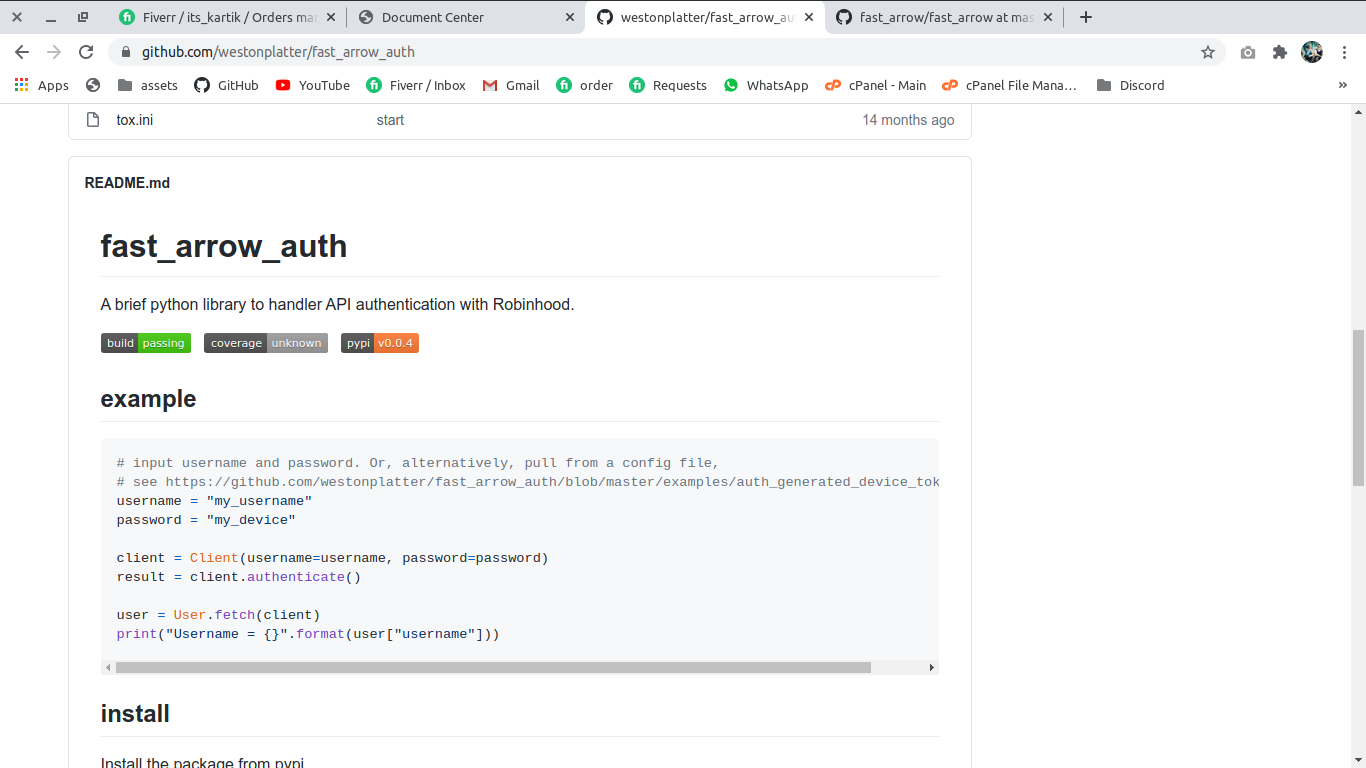 Fiverr / its_kartik / Orders ma
Document Center
westonplatter/fast_arrow_au
fast_arrow/fast_arrow at mas
github.com/westonplatter/fast_arrow_auth
Apps
assets
GitHub
YouTube
Fiverr / Inbox
Gmail
order
Requests
WhatsApp
cPanel - Main
cPanel File Mana…
Discord
»
tox.ini start 14 months ago
README.md
fast_arrow_auth
A brief python library to handler API authentication with Robinhood.
build passing coverage unknown pypi v0.0.4
example
# input username and password. Or, alternatively, pull from a config file,
# see https://github.com/westonplatter/fast_arrow_auth/blob/master/examples/auth_generated_device_tok
username = "my_username"
password = "my_device"
client = Client(username=username, password=password)
result = client.authenticate()
user = User.fetch(client)
print("Username = {}".format(user["username"]))
install
Install the package from pypi